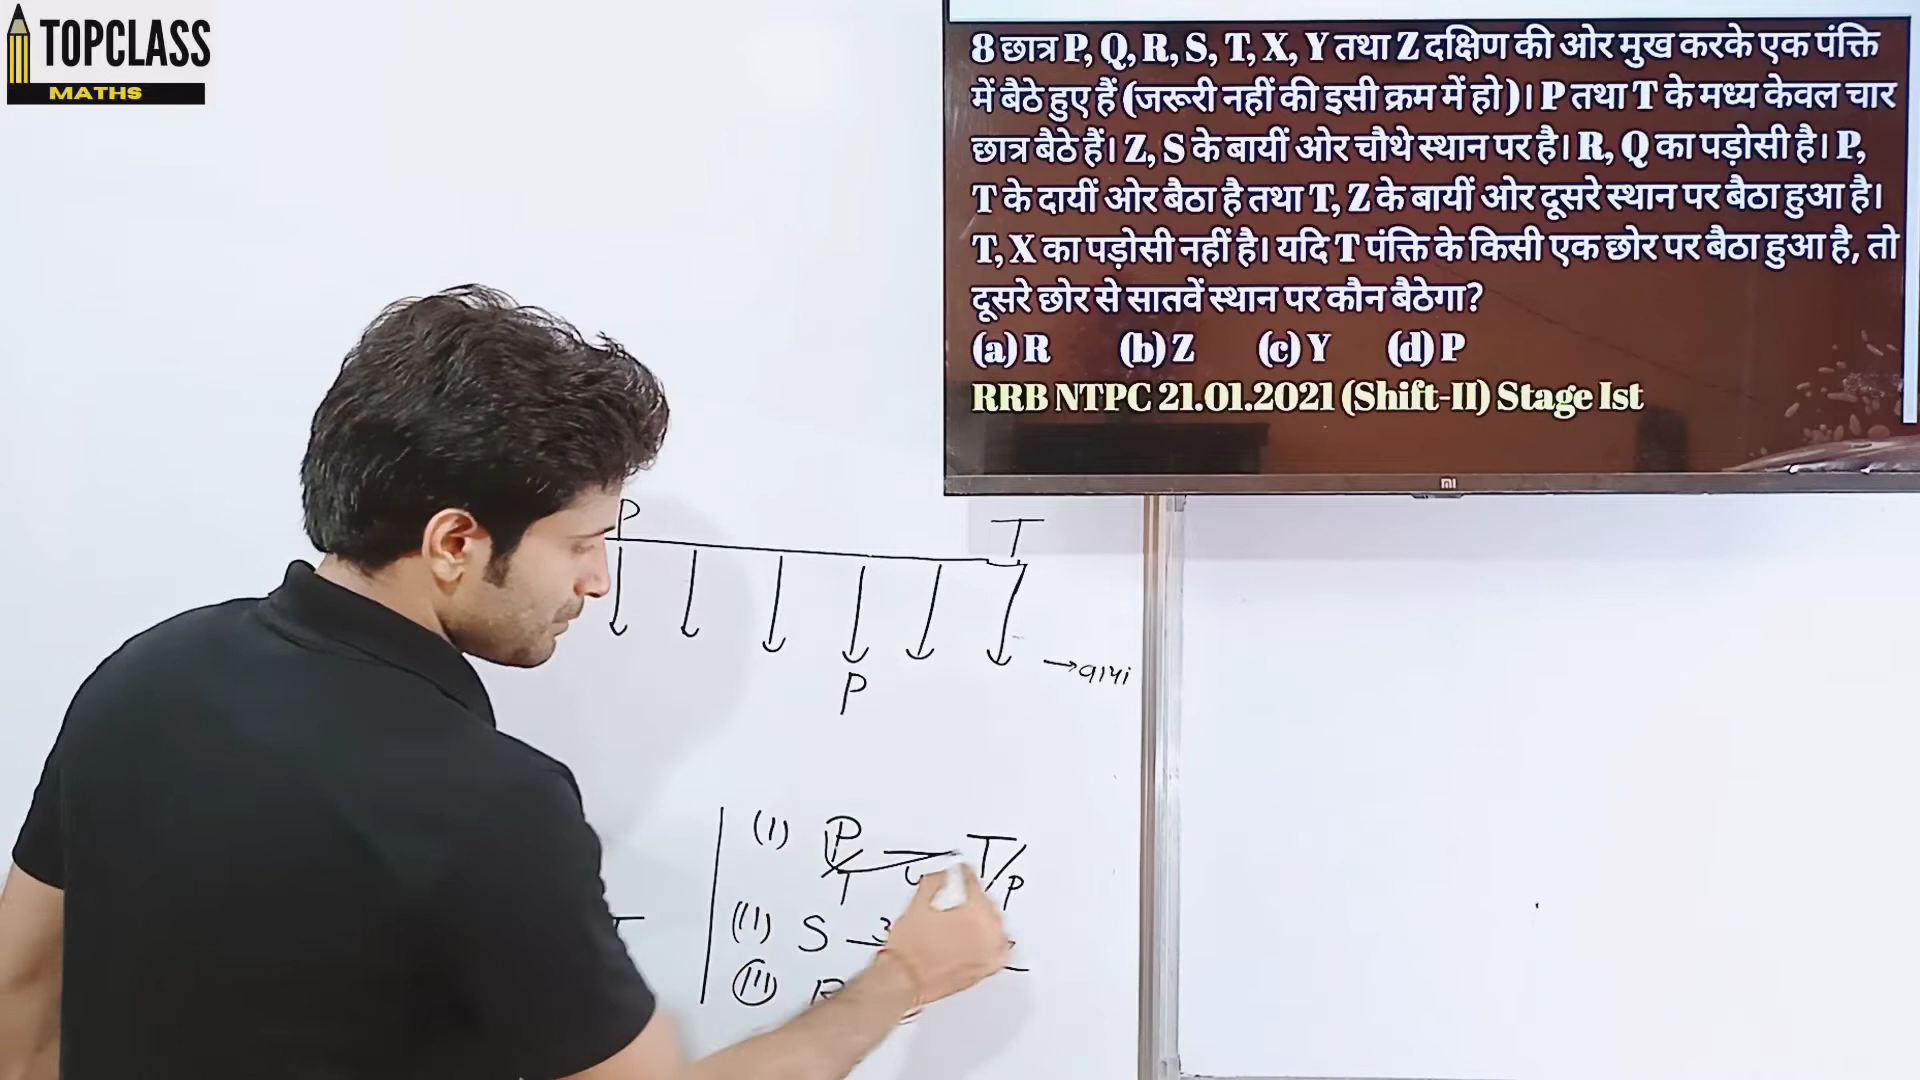 TOPCLASS
MATHS
8 छात्र P, Q, R, S, T, X, Y तथा Z दक्षिण की ओर मुख करके एक पंक्ति
में बैठे हुए हैं (जरूरी नहीं की इसी क्रम में हो)। P तथा T के मध्य केवल चार
छात्र बैठे हैं। Z, S के बायीं ओर चौथे स्थान पर है। R, Q का पड़ोसी है। P,
T के दायीं ओर बैठा है तथा T, Z के बायीं ओर दूसरे स्थान पर बैठा हुआ है।
T, X का पड़ोसी नहीं है। यदि T पंक्ति के किसी एक छोर पर बैठा हुआ है, तो
दूसरे छोर से सातवें स्थान पर कौन बैठेगा?
(a) R (b) Z (c) Y (d) P
RRB NTPC 21.01.2021 (Shift-II) Stage Ist
mi
P T
P
(I) P T
T P
(II) S 3
(III)